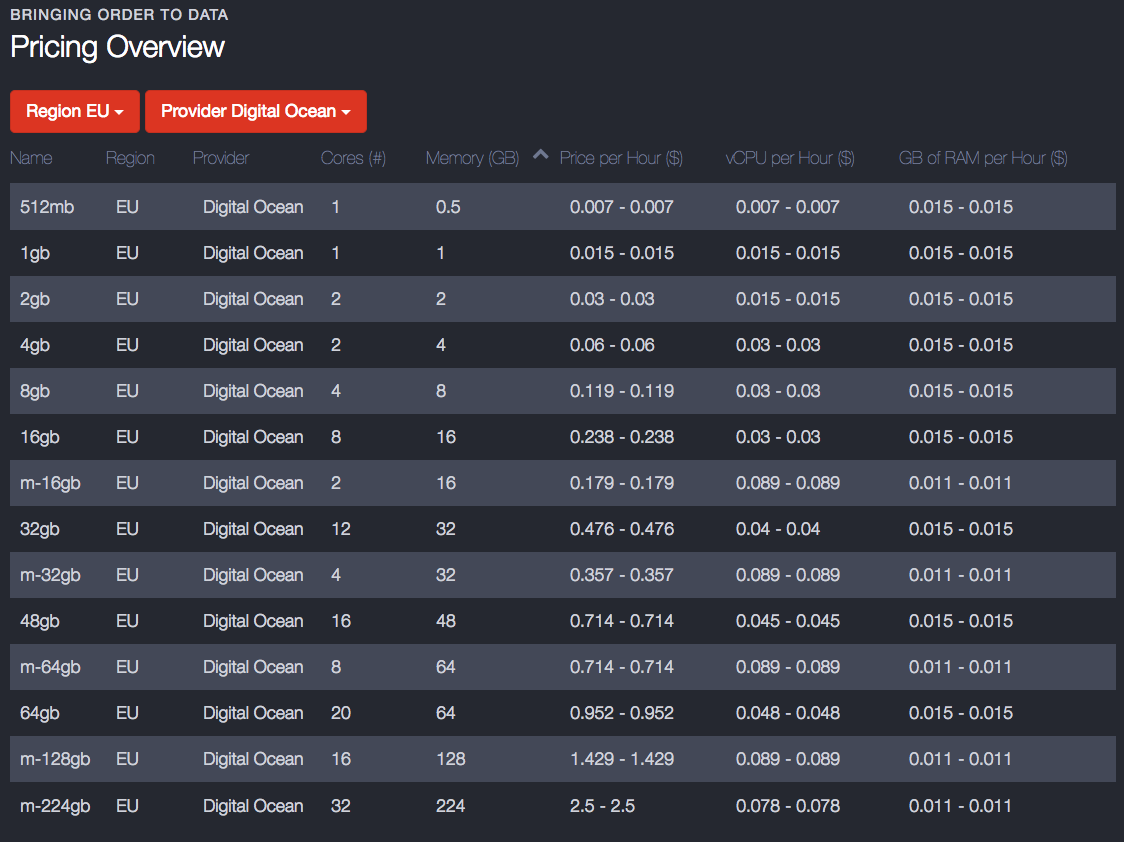 BRINGING ORDER TO DATA
Pricing Overview
Region EU Provider Digital Ocean
Name Region Provider Cores (#) Memory (GB) Price per Hour ($) vCPU per Hour ($) GB of RAM per Hour ($)
512mb EU Digital Ocean 1 0.5 0.007 - 0.007 0.007 - 0.007 0.015 - 0.015
1gb EU Digital Ocean 1 1 0.015 - 0.015 0.015 - 0.015 0.015 - 0.015
2gb EU Digital Ocean 2 2 0.03 - 0.03 0.015 - 0.015 0.015 - 0.015
4gb EU Digital Ocean 2 4 0.06 - 0.06 0.03 - 0.03 0.015 - 0.015
8gb EU Digital Ocean 4 8 0.119 - 0.119 0.03 - 0.03 0.015 - 0.015
16gb EU Digital Ocean 8 16 0.238 - 0.238 0.03 - 0.03 0.015 - 0.015
m-16gb EU Digital Ocean 2 16 0.179 - 0.179 0.089 - 0.089 0.011 - 0.011
32gb EU Digital Ocean 12 32 0.476 - 0.476 0.04 - 0.04 0.015 - 0.015
m-32gb EU Digital Ocean 4 32 0.357 - 0.357 0.089 - 0.089 0.011 - 0.011
48gb EU Digital Ocean 16 48 0.714 - 0.714 0.045 - 0.045 0.015 - 0.015
m-64gb EU Digital Ocean 8 64 0.714 - 0.714 0.089 - 0.089 0.011 - 0.011
64gb EU Digital Ocean 20 64 0.952 - 0.952 0.048 - 0.048 0.015 - 0.015
m-128gb EU Digital Ocean 16 128 1.429 - 1.429 0.089 - 0.089 0.011 - 0.011
m-224gb EU Digital Ocean 32 224 2.5 - 2.5 0.078 - 0.078 0.011 - 0.011